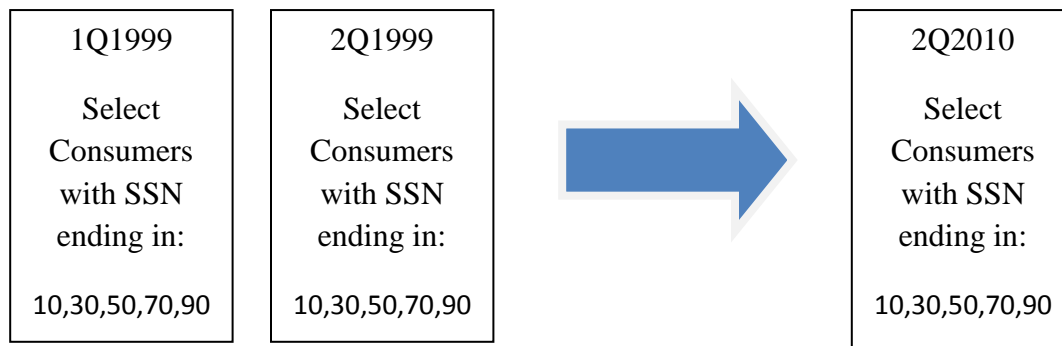 1Q1999
Select
Consumers
with SSN
ending in:
10,30,50,70,90
2Q1999
Select
Consumers
with SSN
ending in:
10,30,50,70,90
2Q2010
Select
Consumers
with SSN
ending in:
10,30,50,70,90